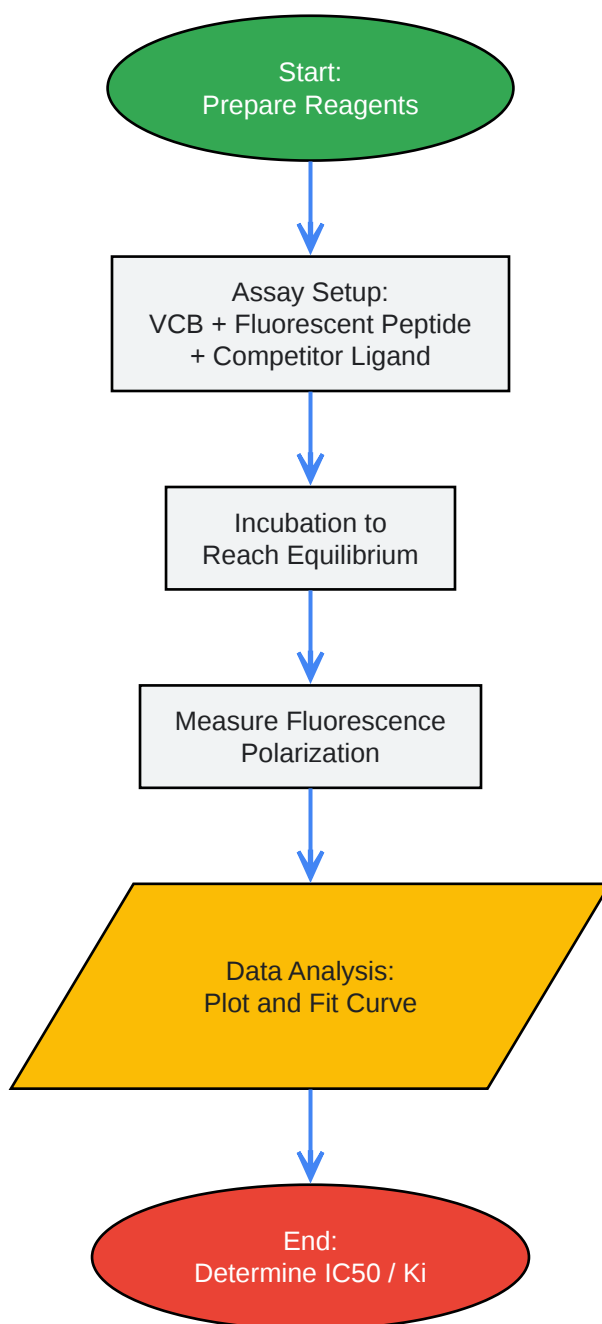 Start:
Prepare Reagents
Assay Setup:
VCB + Fluorescent Peptide
+ Competitor Ligand
Incubation to
Reach Equilibrium
Measure Fluorescence
Polarization
Data Analysis:
Plot and Fit Curve
End:
Determine IC50 / Ki